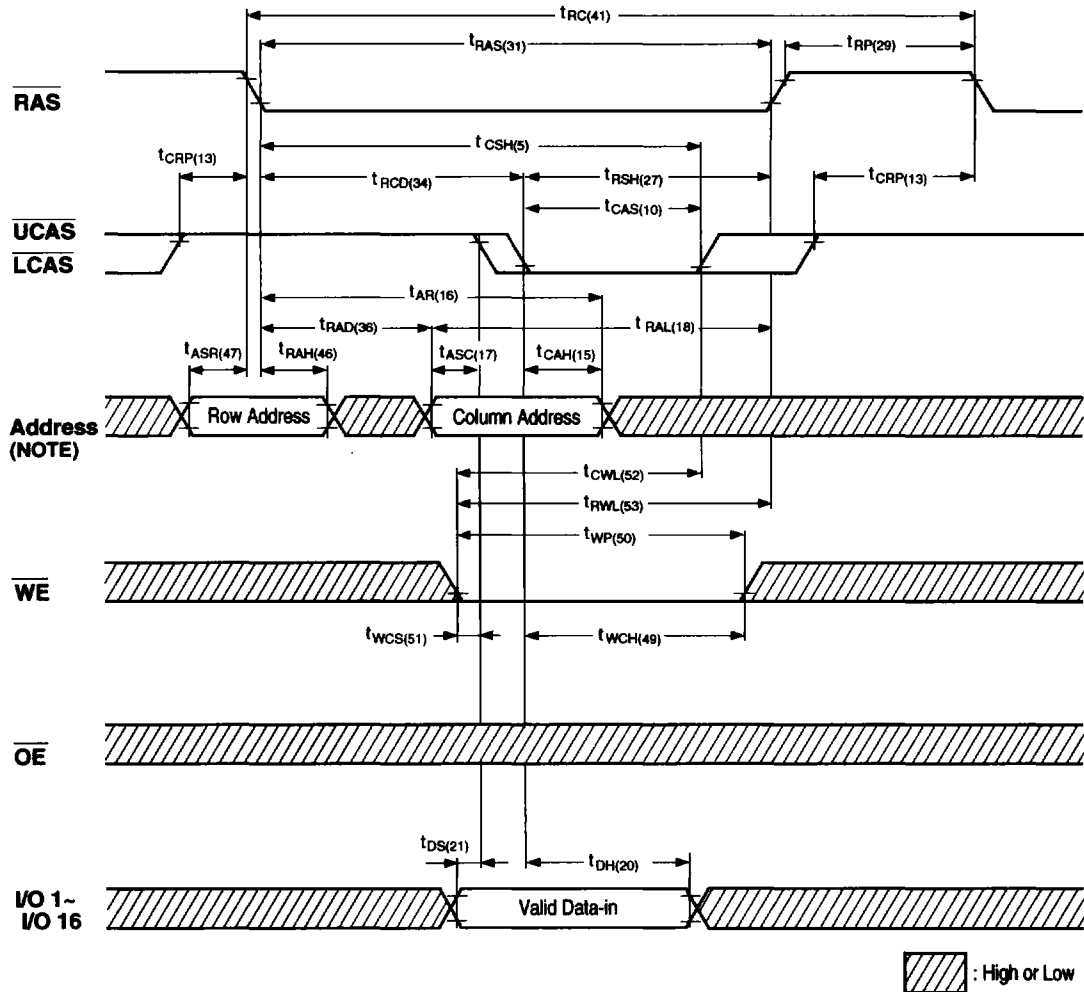 tRC(41)
tRAS(31)
tRP(29)
RAS
tCSH(5)
tCRP(13)
tRCD(34)
tRSH(27)
tCRP(13)
tCAS(10)
UCAS
LCAS
tAR(16)
tRAD(36)
tRAL(18)
tASR(47)
tRAH(46)
tASC(17)
tCAH(15)
Row Address
Column Address
Address
(NOTE)
tCWL(52)
tRWL(53)
tWP(50)
WE
tWCS(51)
tWCH(49)
OE
tDS(21)
tDH(20)
I/O 1~
I/O 16
Valid Data-in
: High or Low